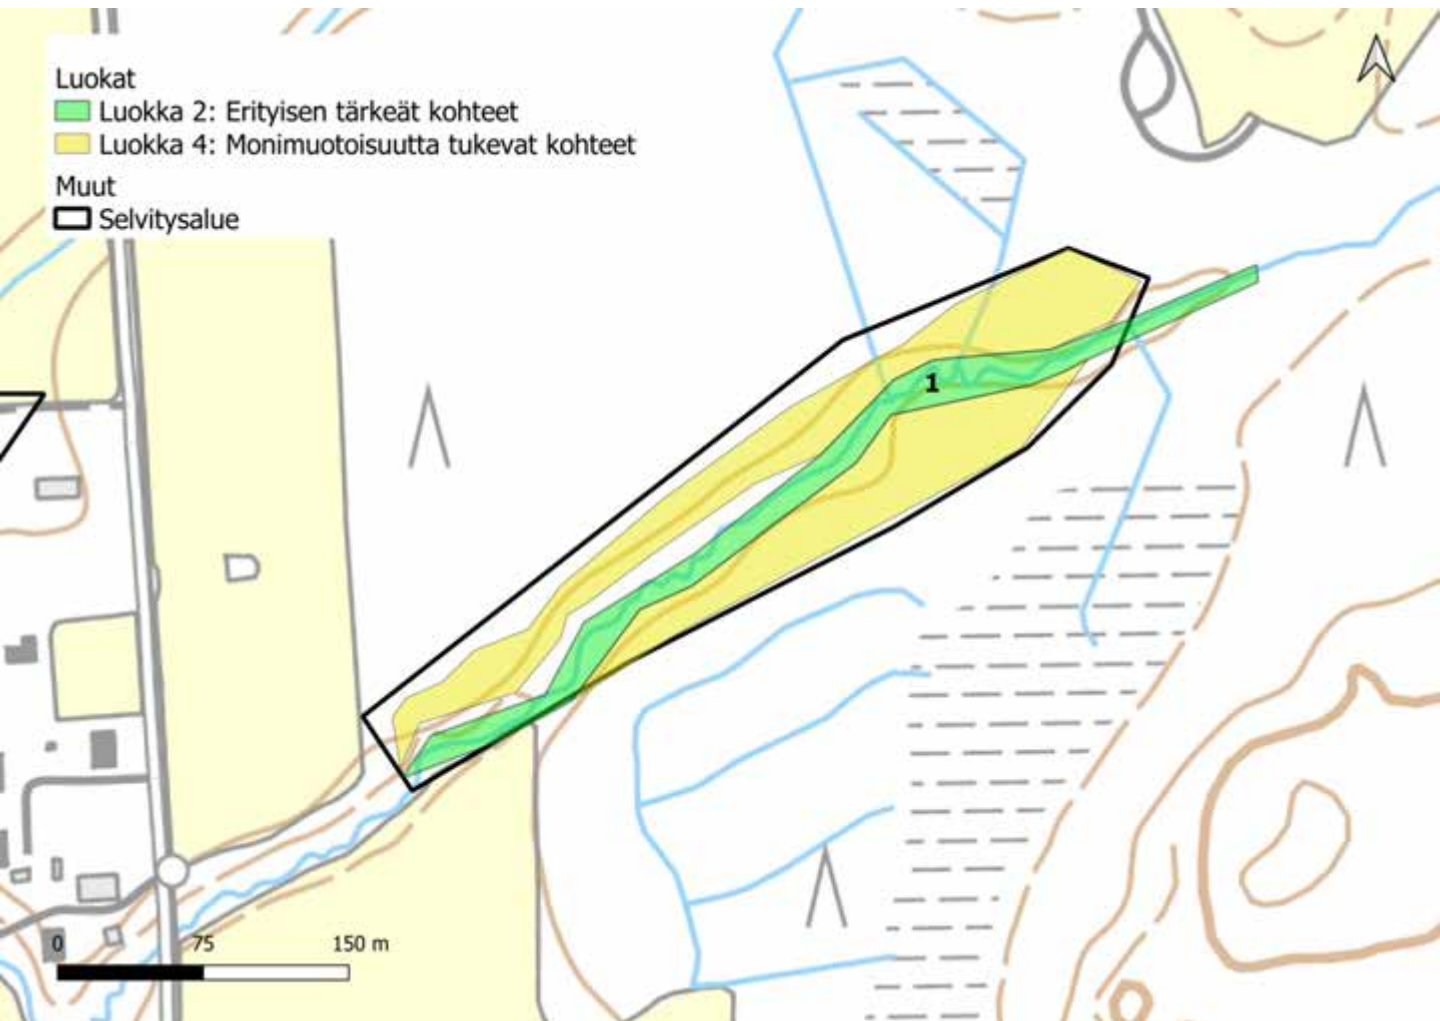 Luokat
Luokka 2: Erityisen tärkeät kohteet
Luokka 4: Monimuotoisuutta tukevat kohteet
Muut
Selvitysalue
1
0 75 150 m